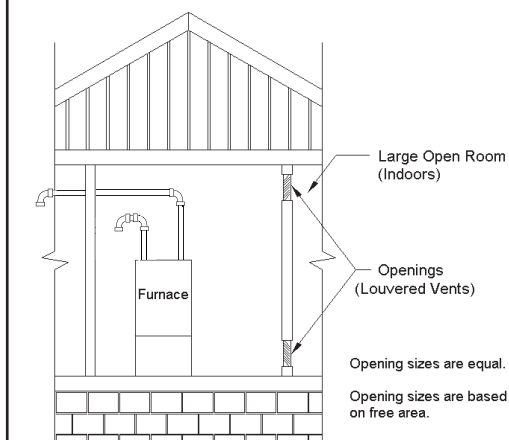 Large Open Room
(Indoors)
Furnace
Openings
(Louvered Vents)
Opening sizes are equal.
Opening sizes are based
on free area.